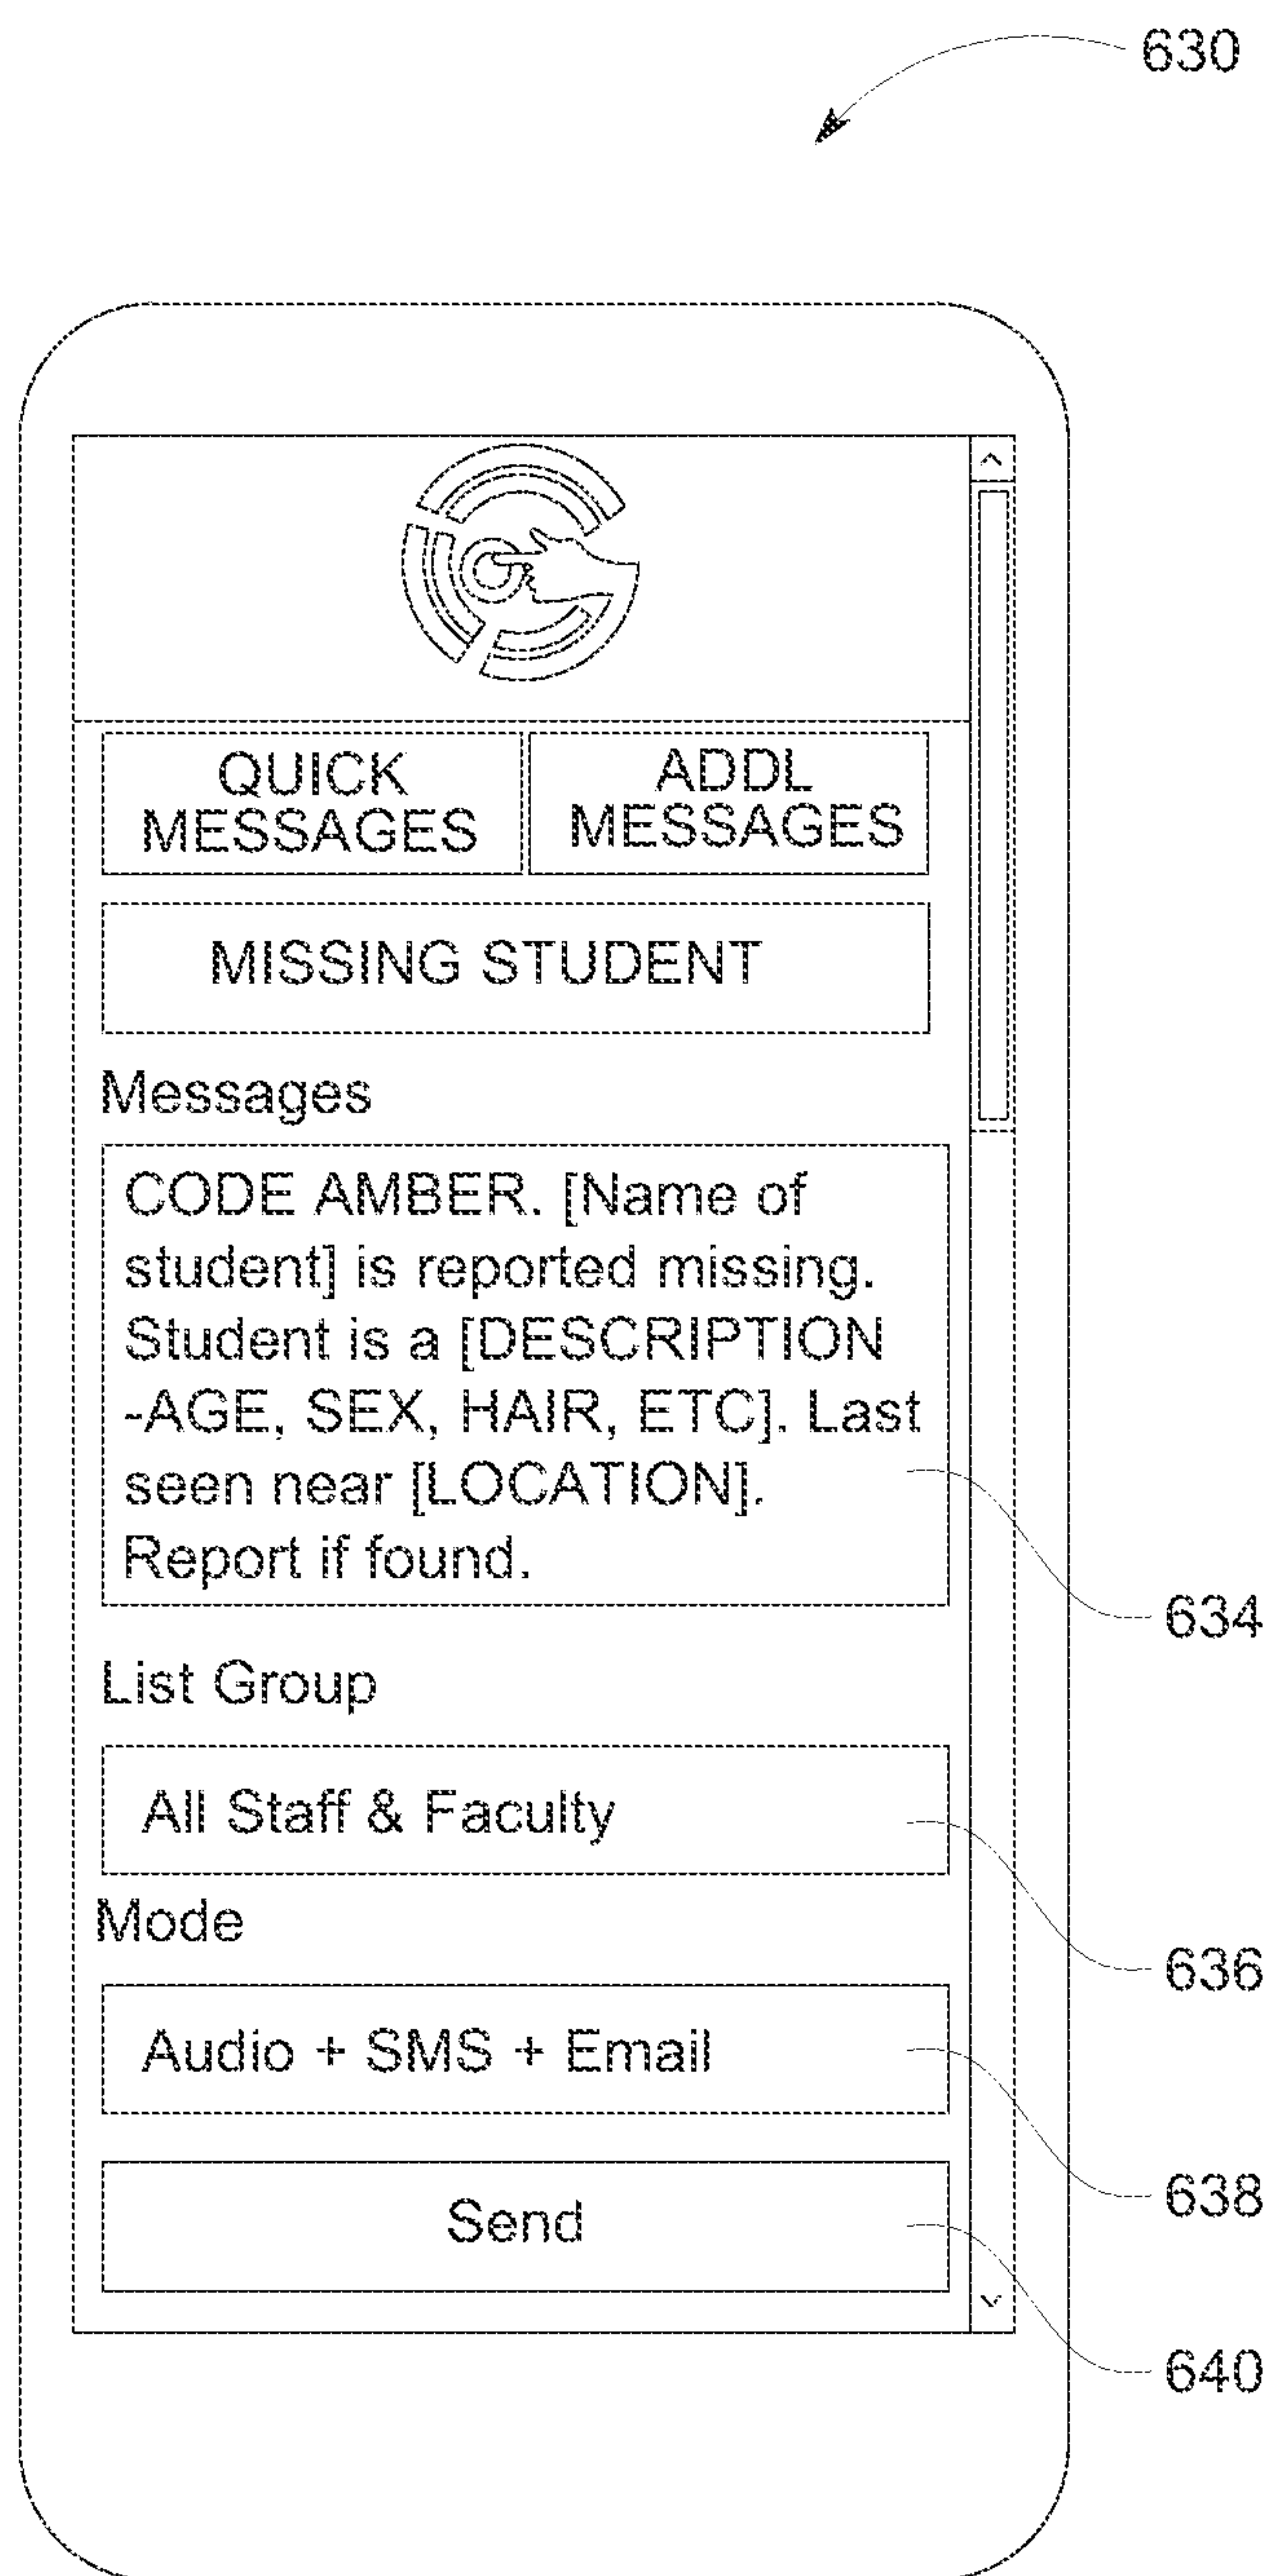 630
QUICK
MESSAGES
ADDL
MESSAGES
MISSING STUDENT
Messages
CODE AMBER. [Name of
student] is reported missing.
Student is a [DESCRIPTION
-AGE, SEX, HAIR, ETC]. Last
seen near [LOCATION].
Report if found.
634
List Group
All Staff & Faculty
636
Mode
Audio + SMS + Email
638
Send
640